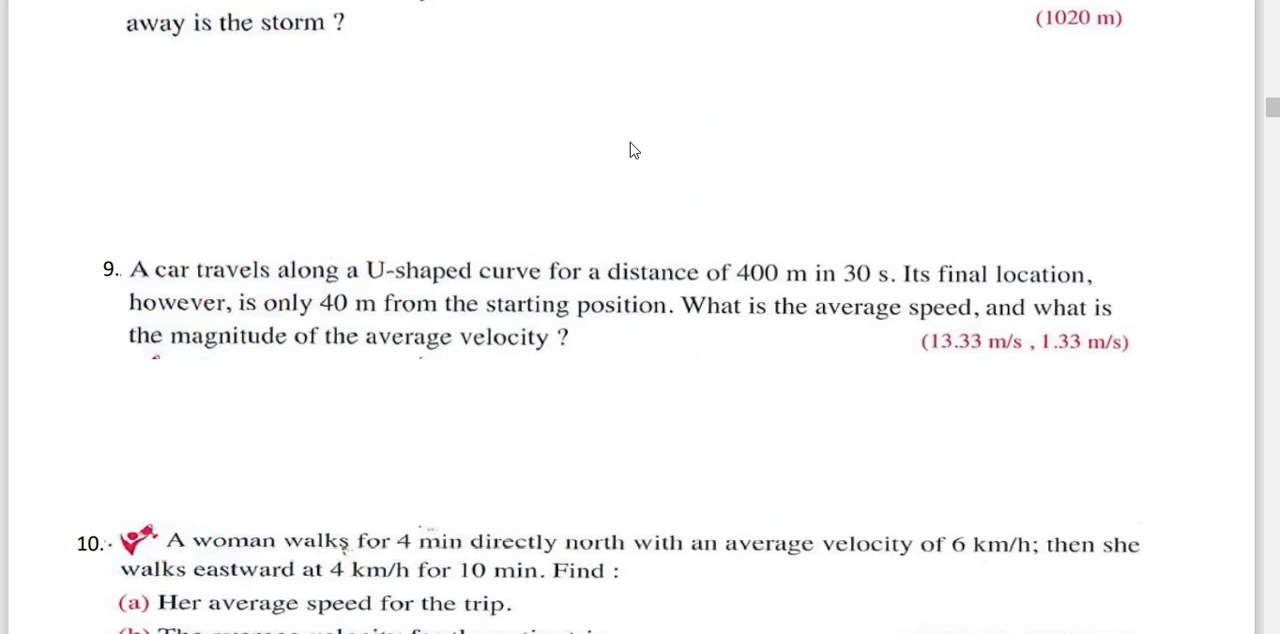 away is the storm ?
(1020 m)
9. A car travels along a U-shaped curve for a distance of 400 m in 30 s. Its final location,
however, is only 40 m from the starting position. What is the average speed, and what is
the magnitude of the average velocity ?
(13.33 m/s , 1.33 m/s)
10. A woman walks for 4 min directly north with an average velocity of 6 km/h; then she
walks eastward at 4 km/h for 10 min. Find :
(a) Her average speed for the trip.